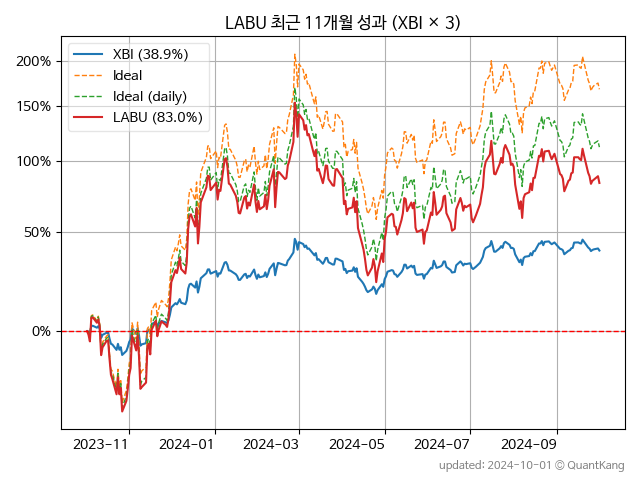 LABU 최근 11개월 성과 (XBI × 3)
XBI (38.9%)
Ideal
Ideal (daily)
LABU (83.0%)
200%
150%
100%
50%
0%
2023-11
2024-01
2024-03
2024-05
2024-07
2024-09
updated: 2024-10-01 © QuantKang